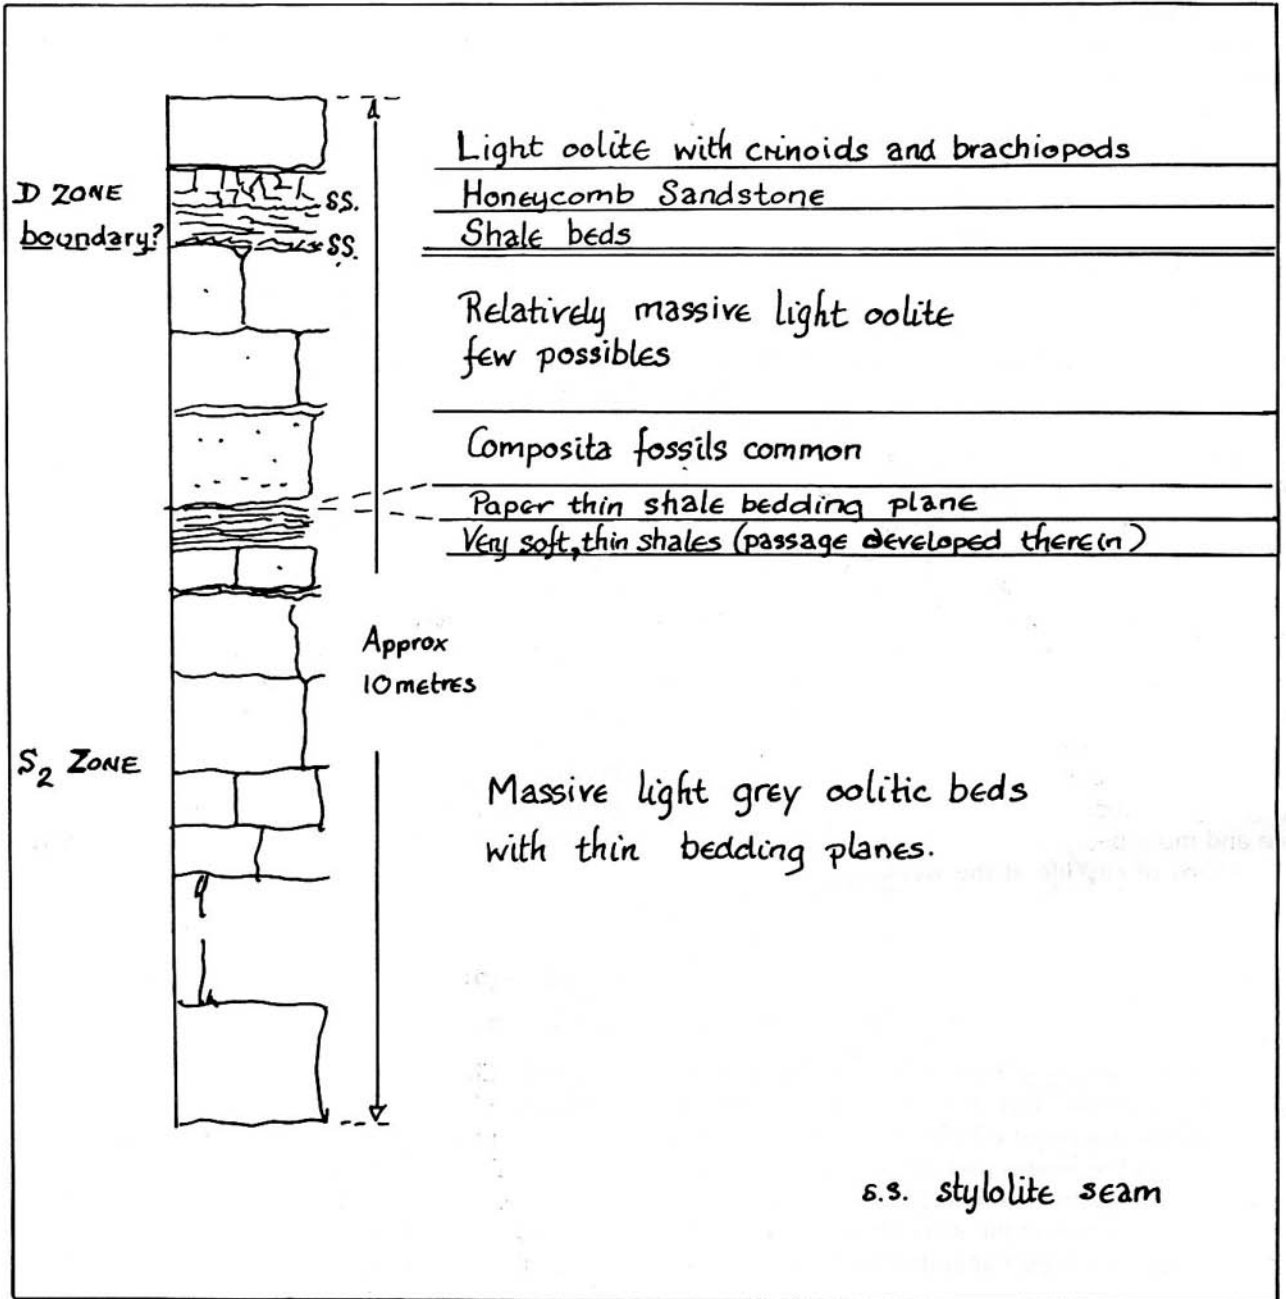 Light oolite with crinoids and brachiopods
D ZONE
boundary?
Honeycomb Sandstone
s.s.
Shale beds
s.s.
Relatively massive light oolite
few possibles
Composita fossils common
Paper thin shale bedding plane
Very soft, thin shales (passage developed therein)
Approx
10 metres
S₂ ZONE
Massive light grey oolitic beds
with thin bedding planes.
s.s. stylolite seam